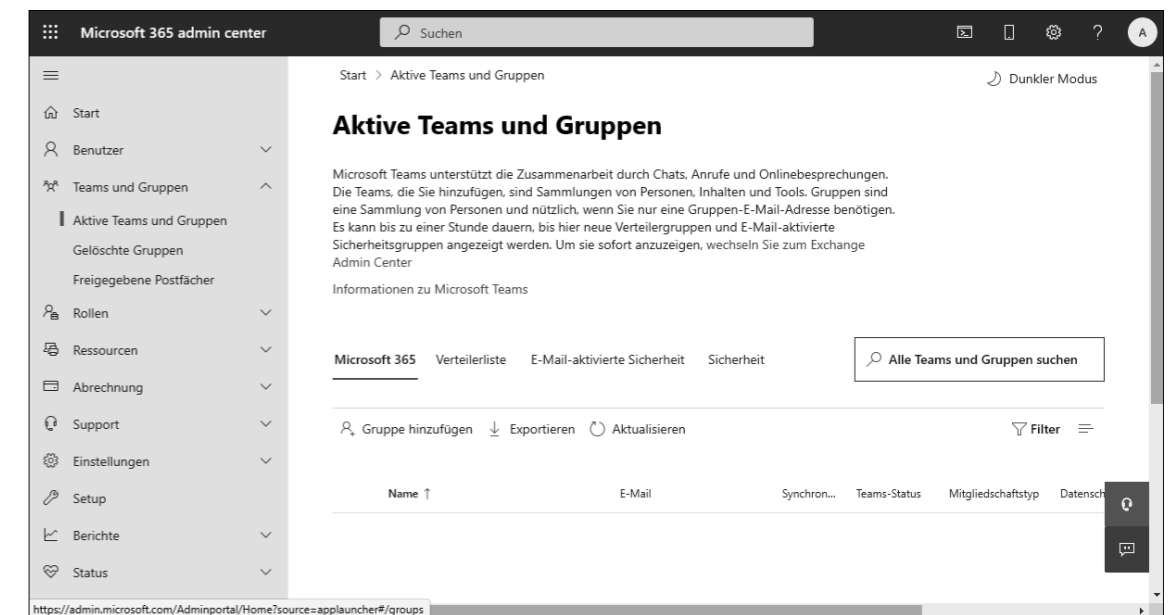 Microsoft 365 admin center
Suchen
?
A
Start
Benutzer
Teams und Gruppen
Aktive Teams und Gruppen
Gelöschte Gruppen
Freigegebene Postfächer
Rollen
Ressourcen
Abrechnung
Support
Einstellungen
Setup
Berichte
Status
Start > Aktive Teams und Gruppen
Dunkler Modus
Aktive Teams und Gruppen
Microsoft Teams unterstützt die Zusammenarbeit durch Chats, Anrufe und Onlinebesprechungen.
Die Teams, die Sie hinzufügen, sind Sammlungen von Personen, Inhalten und Tools. Gruppen sind
eine Sammlung von Personen und nützlich, wenn Sie nur eine Gruppen-E-Mail-Adresse benötigen.
Es kann bis zu einer Stunde dauern, bis hier neue Verteilergruppen und E-Mail-aktivierte
Sicherheitsgruppen angezeigt werden. Um sie sofort anzuzeigen, wechseln Sie zum Exchange
Admin Center
Informationen zu Microsoft Teams
Microsoft 365 Verteilerliste E-Mail-aktivierte Sicherheit Sicherheit
Alle Teams und Gruppen suchen
Gruppe hinzufügen Exportieren Aktualisieren
Filter
Name ↑ E-Mail Synchron... Teams-Status Mitgliedschaftstyp Datensch
https://admin.microsoft.com/Adminportal/Home?source=applauncher#/groups